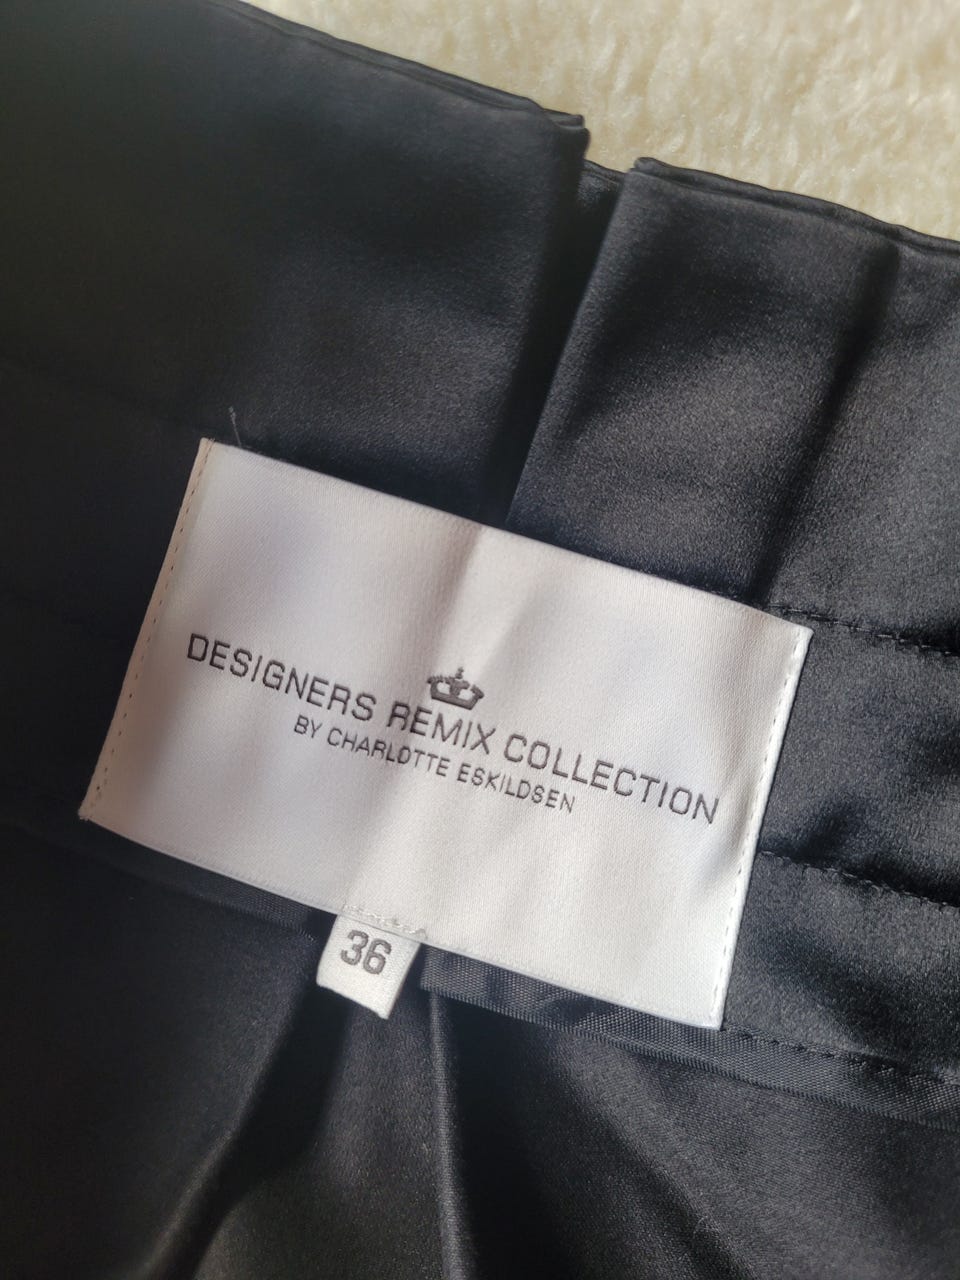 DESIGNERS REMIX COLLECTION
BY CHARLOTTE ESKILDSEN
36